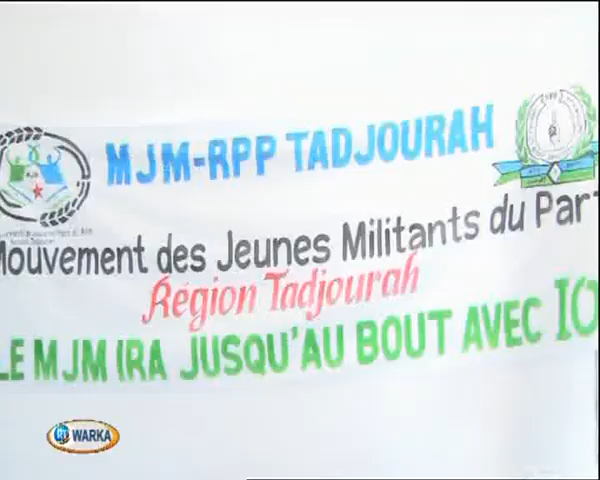 MJM-RPP TADJOURAH
Mouvement des Jeunes Militants du Part
Région Tadjourah
LE MJM IRA JUSQU'AU BOUT AVEC IO
WARKA